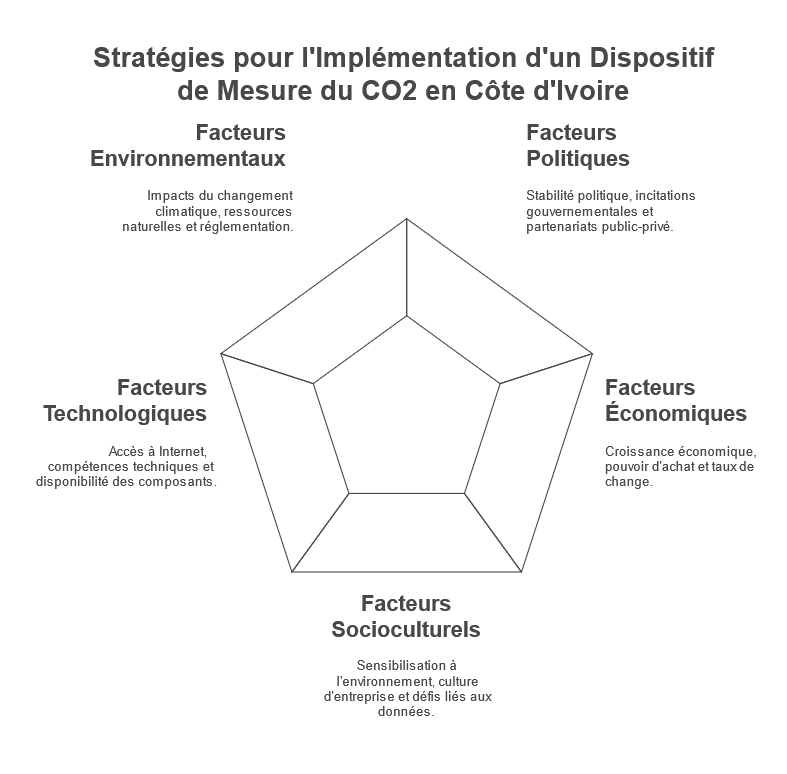 Stratégies pour l'Implémentation d'un Dispositif
de Mesure du CO2 en Côte d'Ivoire
Facteurs
Environnementaux
Impacts du changement
climatique, ressources
naturelles et réglementation.
Facteurs
Politiques
Stabilité politique, incitations
gouvernementales et
partenariats public-privé.
Facteurs
Technologiques
Accès à Internet,
compétences techniques et
disponibilité des composants.
Facteurs
Économiques
Croissance économique,
pouvoir d'achat et taux de
change.
Facteurs
Socioculturels
Sensibilisation à
l'environnement, culture
d'entreprise et défis liés aux
données.